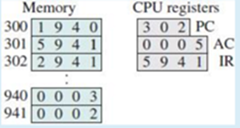 Memory CPU registers
300 1 9 4 0 3 0 2 PC
301 5 9 4 1 0 0 0 5 AC
302 2 9 4 1 5 9 4 1 IR
:
940 0 0 0 3
941 0 0 0 2